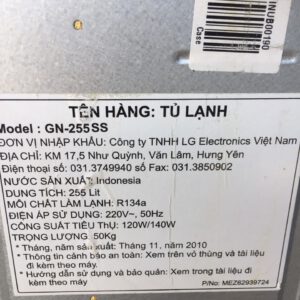 INUB00190
Case
TÊN HÀNG: TỦ LẠNH
Model : GN-255SS
ĐƠN VỊ NHẬP KHẨU: Công ty TNHH LG Electronics Việt Nam
ĐỊA CHỈ: KM 17,5 Như Quỳnh, Văn Lâm, Hưng Yên
Điện thoại số: 031.3749940 số Fax: 031.3850902
NƯỚC SẢN XUẤT: Indonesia
DUNG TÍCH: 255 Lit
MÔI CHẤT LÀM LẠNH: R134a
ĐIỆN ÁP SỬ DỤNG: 220V~, 50Hz
CÔNG SUẤT TIÊU THỤ: 120W/140W
TRỌNG LƯỢNG: 50Kg
* Tháng, năm sản xuất: Tháng 11, năm 2010
* Thông tin cảnh báo an toàn: Xem trên vỏ thùng và tài liệu
đi kèm theo máy.
* Hướng dẫn sử dụng và bảo quản: Xem trong tài liệu đi
kèm theo máy.
P/No: MEZ62939724